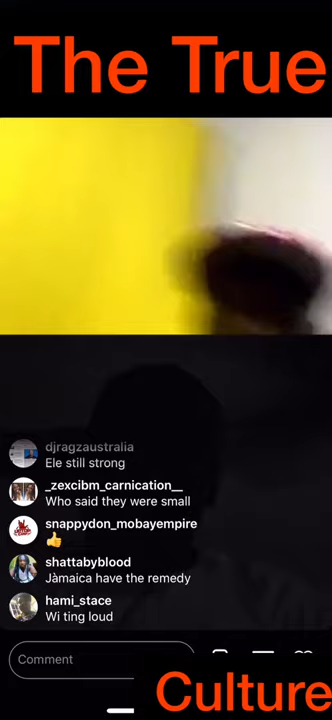 The True
djragzaustralia
Ele still strong
_zexcibm_carnication__
Who said they were small
snappydon_mobayempire
👍
shattabyblood
Jàmaica have the remedy
hami_stace
Wi ting loud
Comment
Culture